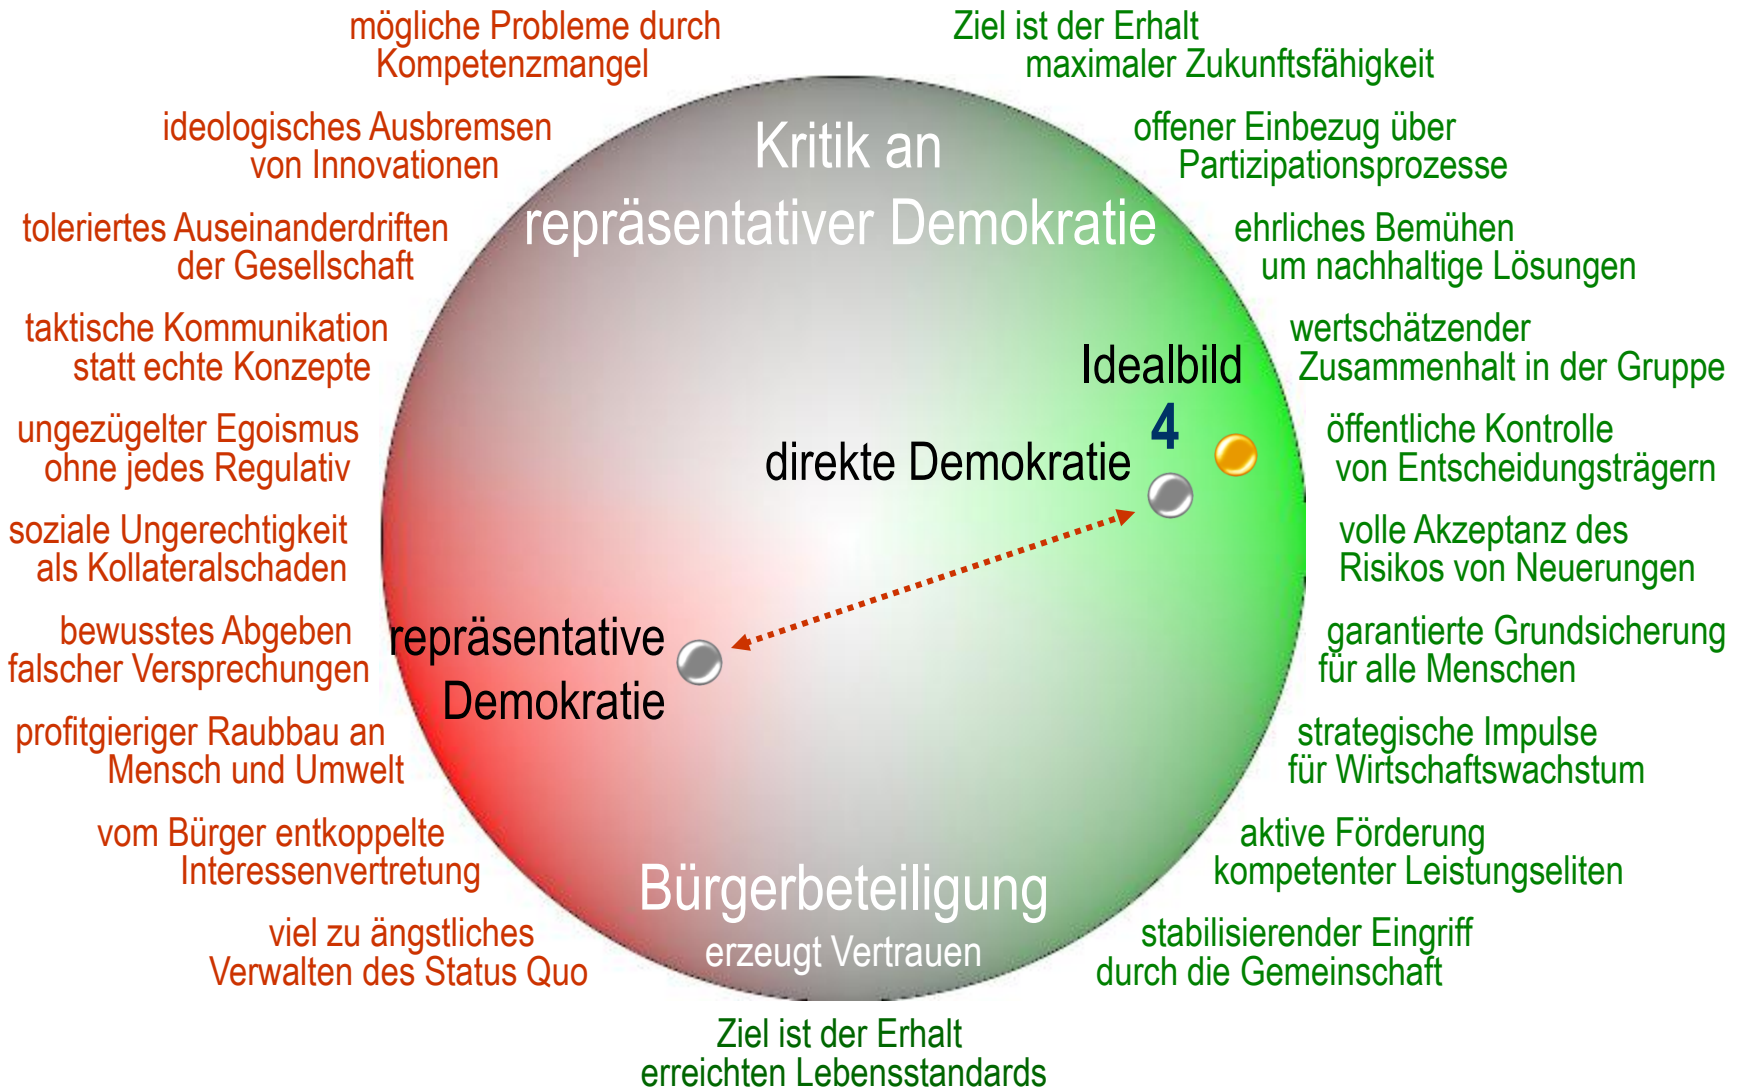 mögliche Probleme durch
Kompetenzmangel
Ziel ist der Erhalt
maximaler Zukunftsfähigkeit
ideologisches Ausbremsen
von Innovationen
Kritik an
repräsentativer Demokratie
offener Einbezug über
Partizipationsprozesse
toleriertes Auseinanderdriften
der Gesellschaft
ehrliches Bemühen
um nachhaltige Lösungen
taktische Kommunikation
statt echte Konzepte
Idealbild
4
wertschätzender
Zusammenhalt in der Gruppe
ungezügelter Egoismus
ohne jedes Regulativ
direkte Demokratie
öffentliche Kontrolle
von Entscheidungsträgern
soziale Ungerechtigkeit
als Kollateralschaden
volle Akzeptanz des
Risikos von Neuerungen
bewusstes Abgeben
falscher Versprechungen
repräsentative
Demokratie
garantierte Grundsicherung
für alle Menschen
profitgieriger Raubbau an
Mensch und Umwelt
strategische Impulse
für Wirtschaftswachstum
vom Bürger entkoppelte
Interessenvertretung
Bürgerbeteiligung
erzeugt Vertrauen
aktive Förderung
kompetenter Leistungseliten
viel zu ängstliches
Verwalten des Status Quo
stabilisierender Eingriff
durch die Gemeinschaft
Ziel ist der Erhalt
erreichten Lebensstandards